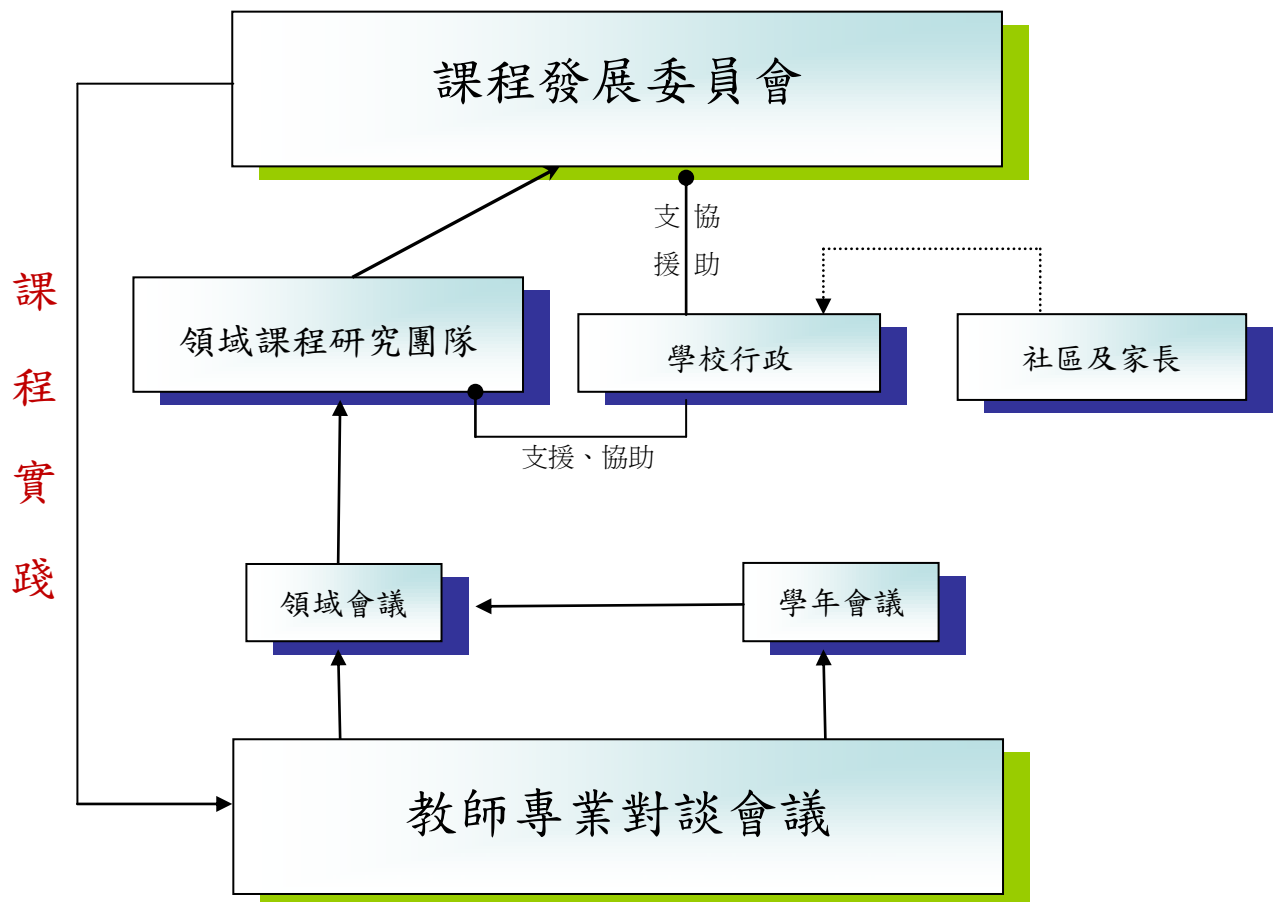 課程發展委員會
支協
援助
課程實踐
領域課程研究團隊
學校行政
社區及家長
支援、協助
領域會議
學年會議
教師專業對談會議